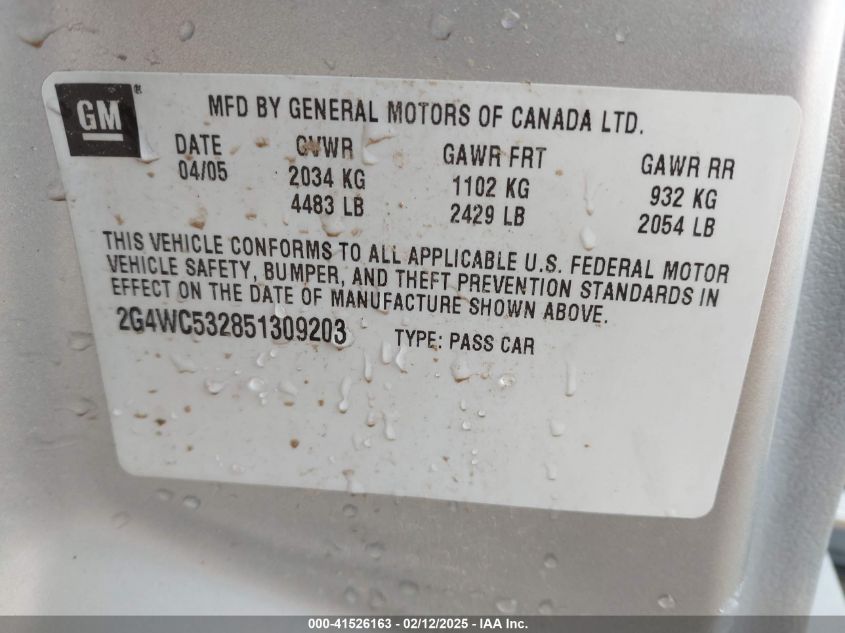 GM ® MFD BY GENERAL MOTORS OF CANADA LTD.
DATE GVWR GAWR FRT GAWR RR
04/05 2034 KG 1102 KG 932 KG
4483 LB 2429 LB 2054 LB
THIS VEHICLE CONFORMS TO ALL APPLICABLE U.S. FEDERAL MOTOR
VEHICLE SAFETY, BUMPER, AND THEFT PREVENTION STANDARDS IN
EFFECT ON THE DATE OF MANUFACTURE SHOWN ABOVE.
2G4WC532851309203 TYPE: PASS CAR
000-41526163 - 02/12/2025 - IAA Inc.